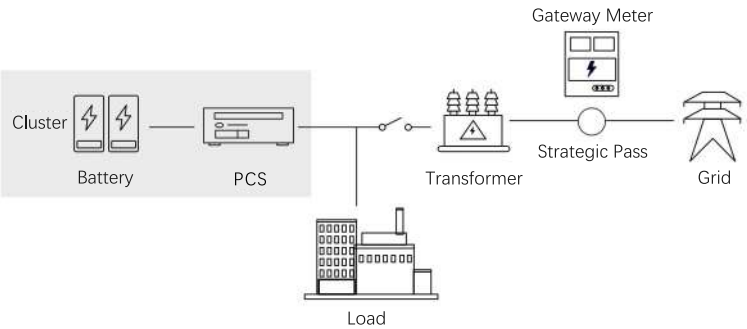 Gateway Meter
Cluster
Battery
PCS
Transformer
Strategic Pass
Grid
Load